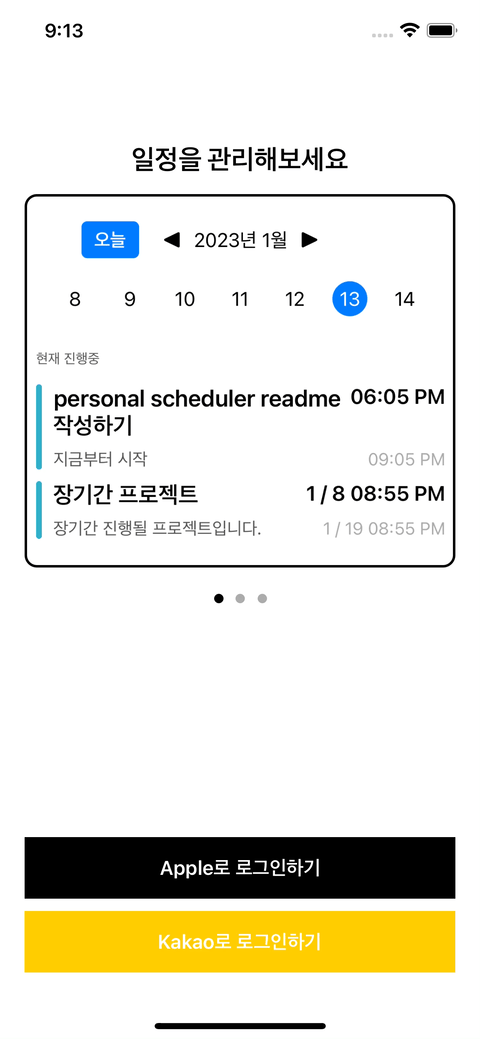 9:13
일정을 관리해보세요
오늘 2023년 1월
8 9 10 11 12 13 14
현재 진행중
personal scheduler readme 06:05 PM
작성하기
지금부터 시작 09:05 PM
장기간 프로젝트 1 / 8 08:55 PM
장기간 진행될 프로젝트입니다. 1 / 19 08:55 PM
Apple로 로그인하기
Kakao로 로그인하기